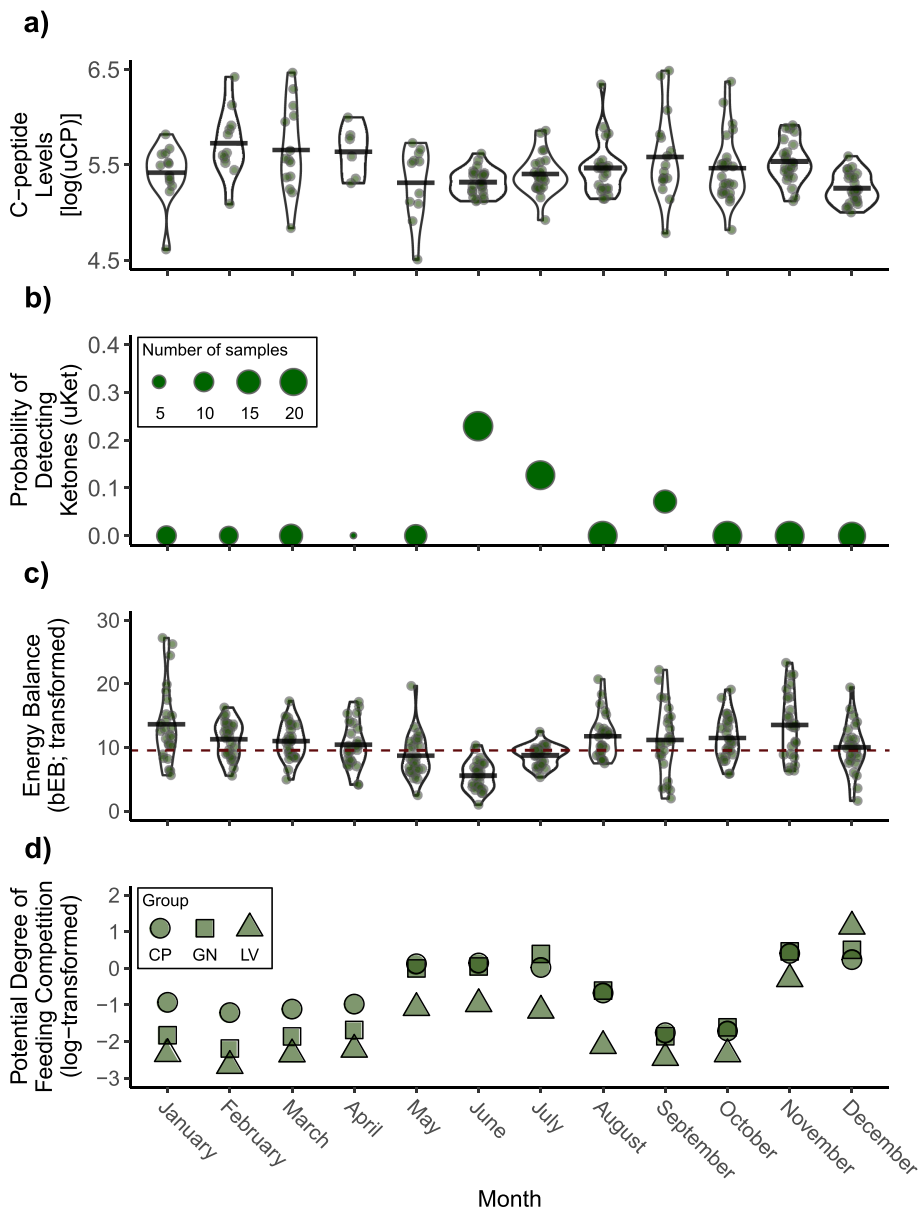 a)
C−peptide
Levels
[log(uCP)]
6.5
5.5
4.5
b)
Probability of
Detecting
Ketones (uKet)
0.4
0.3
0.2
0.1
0.0
Number of samples
5 10 15 20
c)
Energy Balance
(bEB; transformed)
30
20
10
0
d)
Potential Degree of
Feeding Competition
(log−transformed)
2
1
0
−1
−2
−3
Group
CP GN LV
January February March April May June July August September October November December
Month